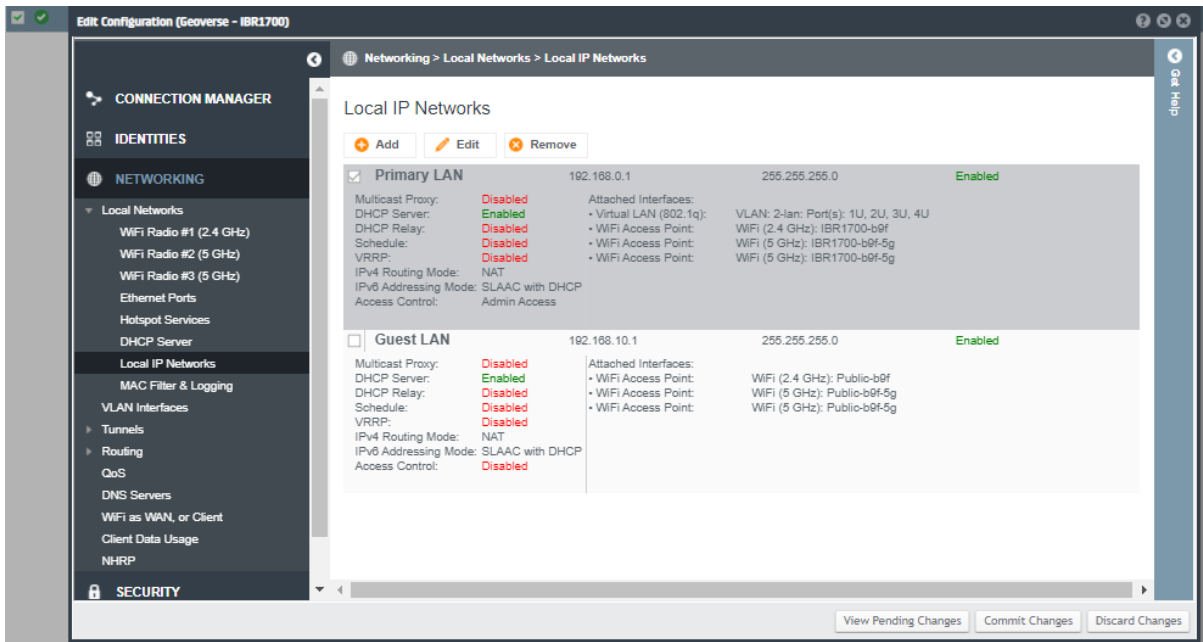 Edit Configuration (Geoverse - IBR1700)
Networking > Local Networks > Local IP Networks
Get Help
CONNECTION MANAGER
IDENTITIES
NETWORKING
Local Networks
WiFi Radio #1 (2.4 GHz)
WiFi Radio #2 (5 GHz)
WiFi Radio #3 (5 GHz)
Ethernet Ports
Hotspot Services
DHCP Server
Local IP Networks
MAC Filter & Logging
VLAN Interfaces
Tunnels
Routing
QoS
DNS Servers
WiFi as WAN, or Client
Client Data Usage
NHRP
SECURITY
Local IP Networks
Add Edit Remove
Primary LAN 192.168.0.1 255.255.255.0 Enabled
Multicast Proxy: Disabled Attached Interfaces:
DHCP Server: Enabled • Virtual LAN (802.1q): VLAN: 2-lan: Port(s): 1U, 2U, 3U, 4U
DHCP Relay: Disabled • WiFi Access Point: WiFi (2.4 GHz): IBR1700-b9f
Schedule: Disabled • WiFi Access Point: WiFi (5 GHz): IBR1700-b9f-5g
VRRP: Disabled • WiFi Access Point: WiFi (5 GHz): IBR1700-b9f-5g
IPv4 Routing Mode: NAT
IPv6 Addressing Mode: SLAAC with DHCP
Access Control: Admin Access
Guest LAN 192.168.10.1 255.255.255.0 Enabled
Multicast Proxy: Disabled Attached Interfaces:
DHCP Server: Enabled • WiFi Access Point: WiFi (2.4 GHz): Public-b9f
DHCP Relay: Disabled • WiFi Access Point: WiFi (5 GHz): Public-b9f-5g
Schedule: Disabled • WiFi Access Point: WiFi (5 GHz): Public-b9f-5g
VRRP: Disabled
IPv4 Routing Mode: NAT
IPv6 Addressing Mode: SLAAC with DHCP
Access Control: Disabled
View Pending Changes Commit Changes Discard Changes